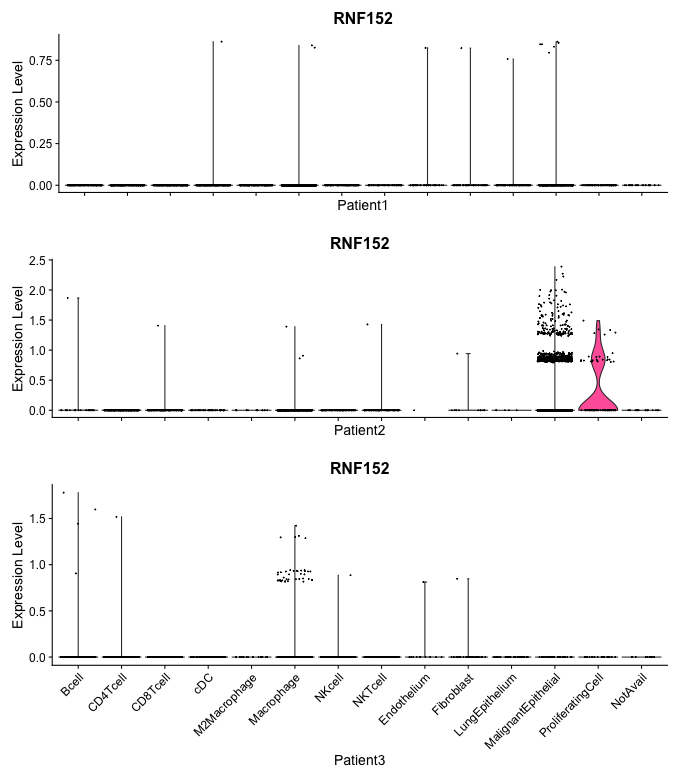 RNF152
Expression Level
0.75
0.50
0.25
0.00
Patient1
RNF152
Expression Level
2.5
2.0
1.5
1.0
0.5
0.0
Patient2
RNF152
Expression Level
1.5
1.0
0.5
0.0
Bcell
CD4Tcell
CD8Tcell
cDC
M2Macrophage
Macrophage
NKcell
NKTcell
Endothelium
Fibroblast
LungEpithelium
MalignantEpithelial
ProliferatingCell
NotAvail
Patient3